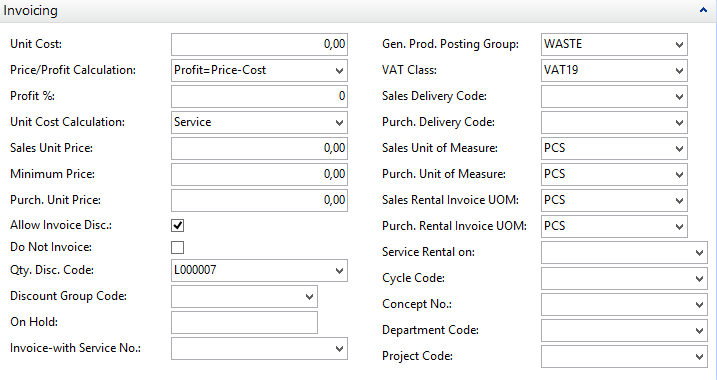 Invoicing
Unit Cost: 0,00
Price/Profit Calculation: Profit=Price-Cost
Profit %: 0
Unit Cost Calculation: Service
Sales Unit Price: 0,00
Minimum Price: 0,00
Purch. Unit Price: 0,00
Allow Invoice Disc.:
Do Not Invoice:
Qty. Disc. Code: L000007
Discount Group Code:
On Hold:
Invoice-with Service No.:
Gen. Prod. Posting Group: WASTE
VAT Class: VAT19
Sales Delivery Code:
Purch. Delivery Code:
Sales Unit of Measure: PCS
Purch. Unit of Measure: PCS
Sales Rental Invoice UOM: PCS
Purch. Rental Invoice UOM: PCS
Service Rental on:
Cycle Code:
Concept No.:
Department Code:
Project Code: